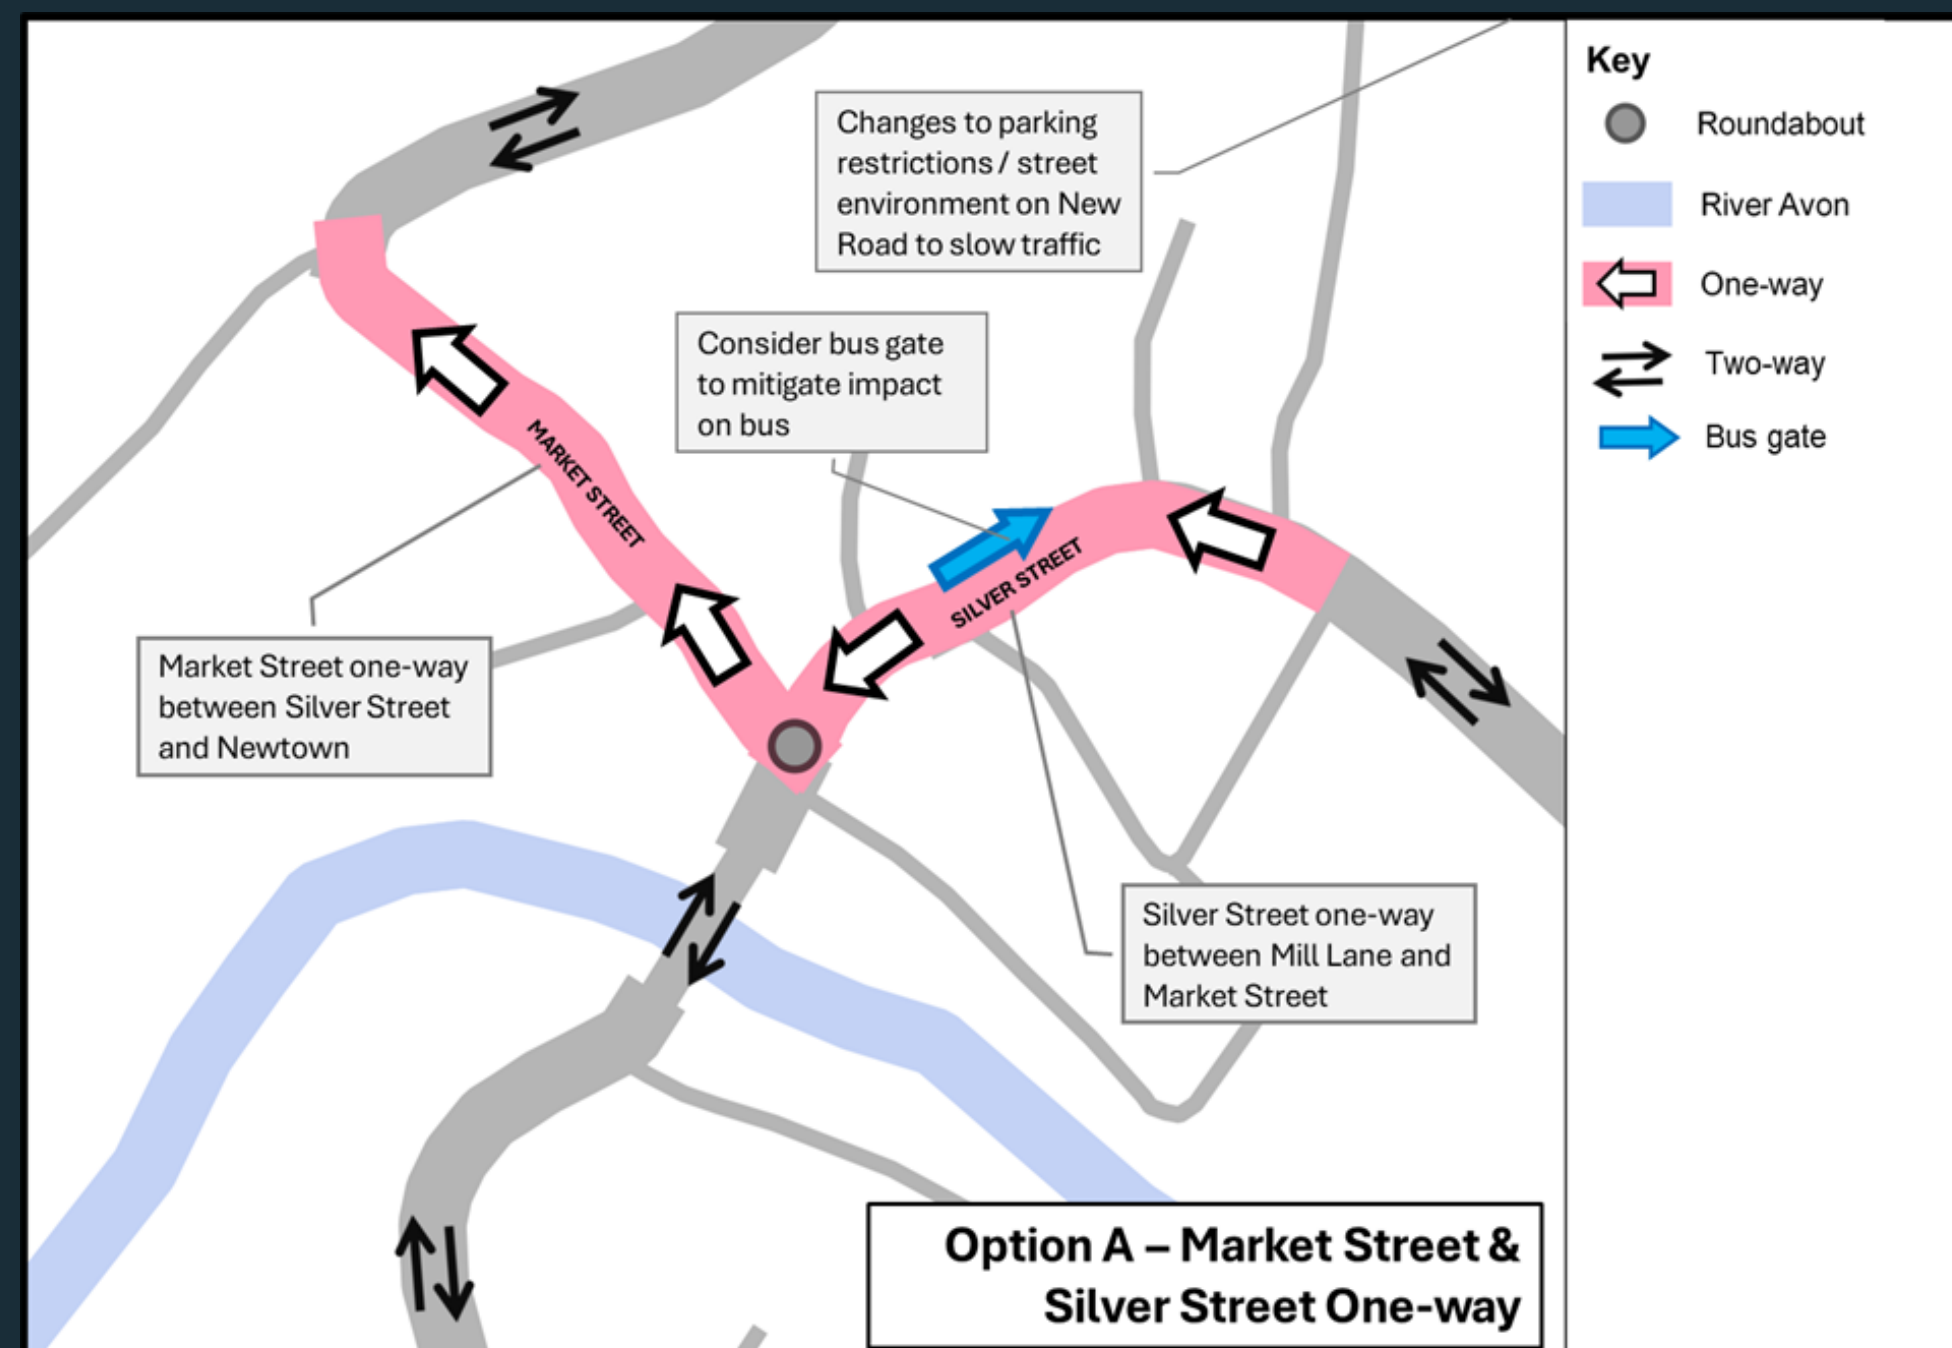 Changes to parking
restrictions / street
environment on New
Road to slow traffic
Consider bus gate
to mitigate impact
on bus
MARKET STREET
SILVER STREET
Market Street one-way
between Silver Street
and Newtown
Silver Street one-way
between Mill Lane and
Market Street
Option A – Market Street &
Silver Street One-way
Key
Roundabout
River Avon
One-way
Two-way
Bus gate